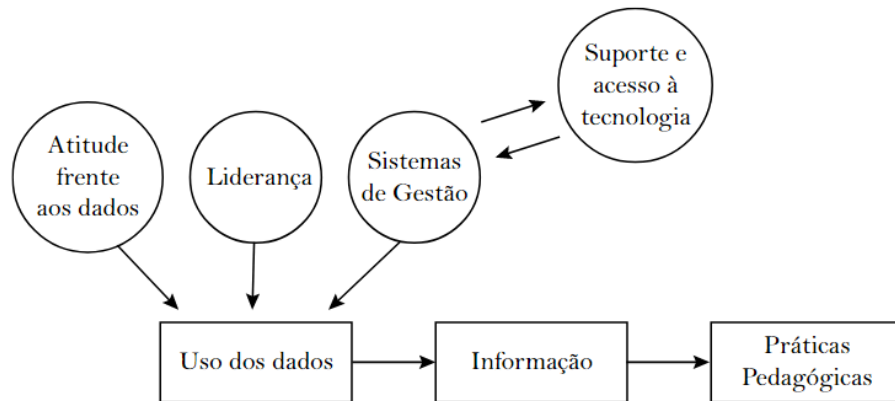 Suporte e
acesso à
tecnologia
Atitude
frente
aos dados
Liderança
Sistemas
de Gestão
Uso dos dados
Informação
Práticas
Pedagógicas